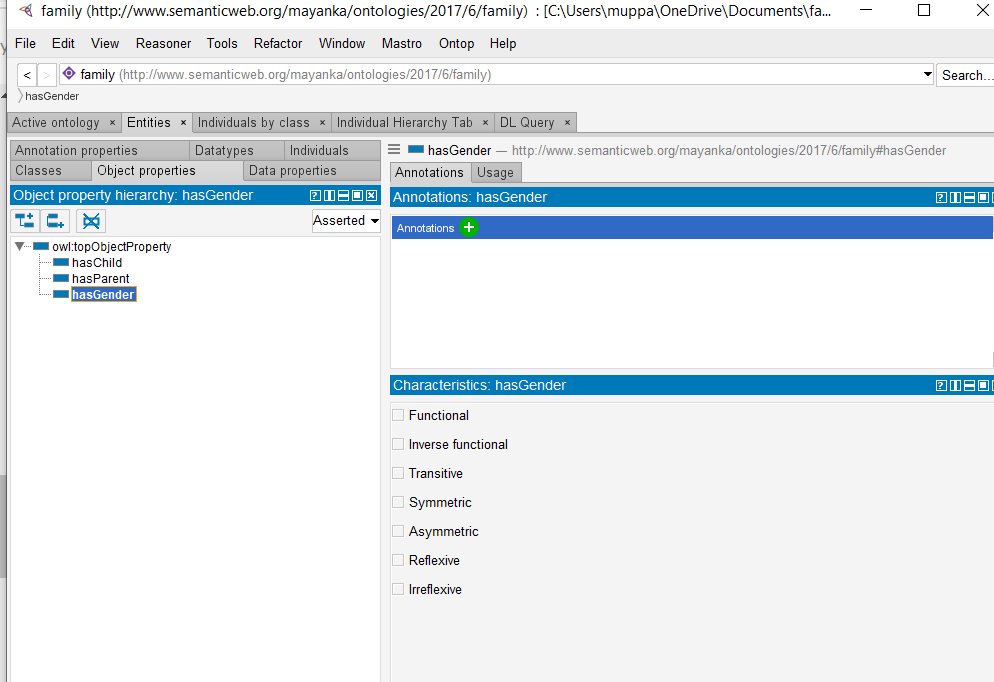 family (http://www.semanticweb.org/mayanka/ontologies/2017/6/family) : [C:\Users\muppa\OneDrive\Documents\fa...
File Edit View Reasoner Tools Refactor Window Mastro Ontop Help
< > family (http://www.semanticweb.org/mayanka/ontologies/2017/6/family) Search...
hasGender
Active ontology × Entities × Individuals by class × Individual Hierarchy Tab × DL Query ×
Annotation properties Datatypes Individuals
Classes Object properties Data properties
Object property hierarchy: hasGender
Asserted
owl:topObjectProperty
hasChild
hasParent
hasGender
hasGender — http://www.semanticweb.org/mayanka/ontologies/2017/6/family#hasGender
Annotations Usage
Annotations: hasGender
Annotations
Characteristics: hasGender
Functional
Inverse functional
Transitive
Symmetric
Asymmetric
Reflexive
Irreflexive